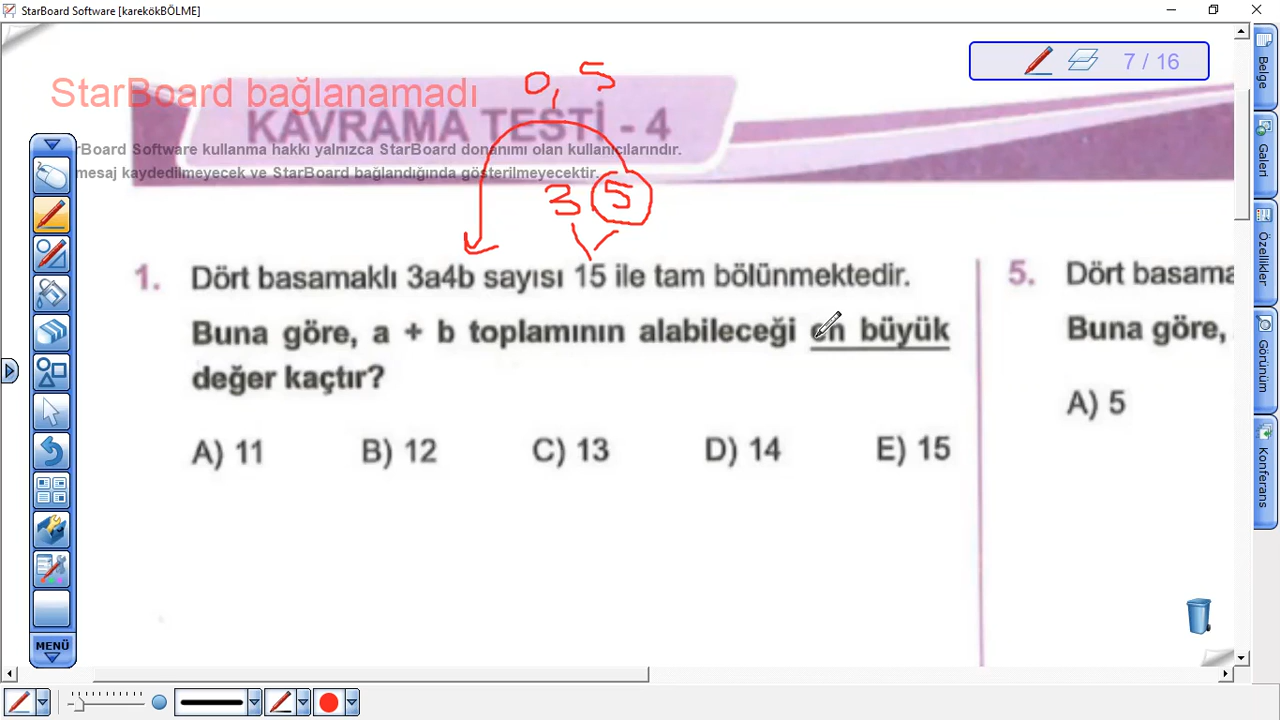 StarBoard Software [karekökBÖLME]
7 / 16
StarBoard bağlanamadı
0, 5
KAVRAMA TESTİ - 4
rBoard Software kullanma hakkı yalnızca StarBoard donanımı olan kullanıcılarındır.
mesaj kaydedilmeyecek ve StarBoard bağlandığında gösterilmeyecektir.
3 5
1. Dört basamaklı 3a4b sayısı 15 ile tam bölünmektedir.
Buna göre, a + b toplamının alabileceği en büyük
değer kaçtır?
A) 11 B) 12 C) 13 D) 14 E) 15
5. Dört basama
Buna göre,
A) 5
MENÜ
Belge
Galeri
Özellikler
Görünüm
Konferans